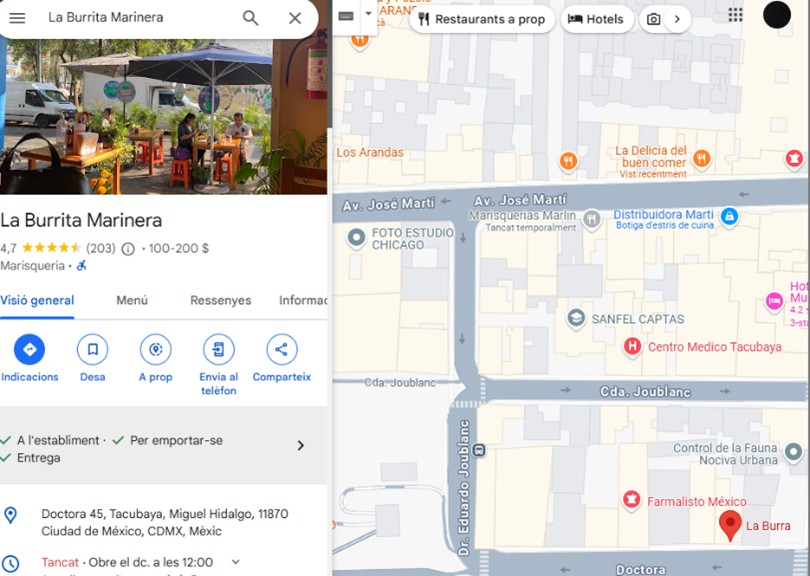 La Burrita Marinera
La Burrita Marinera
4,7
(203)
· 100-200 $
Marisqueria ·
Visió general
Menú
Ressenyes
Informac
Indicacions
Desa
A prop
Envia al
telèfon
Comparteix
A l'establiment ·
Per emportar-se
Entrega
Doctora 45, Tacubaya, Miguel Hidalgo, 11870
Ciudad de México, CDMX, Mèxic
Tancat · Obre el dc. a les 12:00
ARAND
Restaurants a prop
Hotels
Los Arandas
La Delicia del
buen comer
Vist recentment
Av. José Martí
Av. José Martí
Marisquerias Marlin
Tancat temporalment
Distribuidora Marti
Botiga d'estris de cuina
FOTO ESTUDIO
CHICAGO
Hot
Mu
4.2
3-sta
SANFEL CAPTAS
H
Centro Medico Tacubaya
Cda. Joublanc
Cda. Joublanc
Dr. Eduardo Joublanc
Control de la Fauna
Nociva Urbana
Farmalisto México
La Burra
Doctora